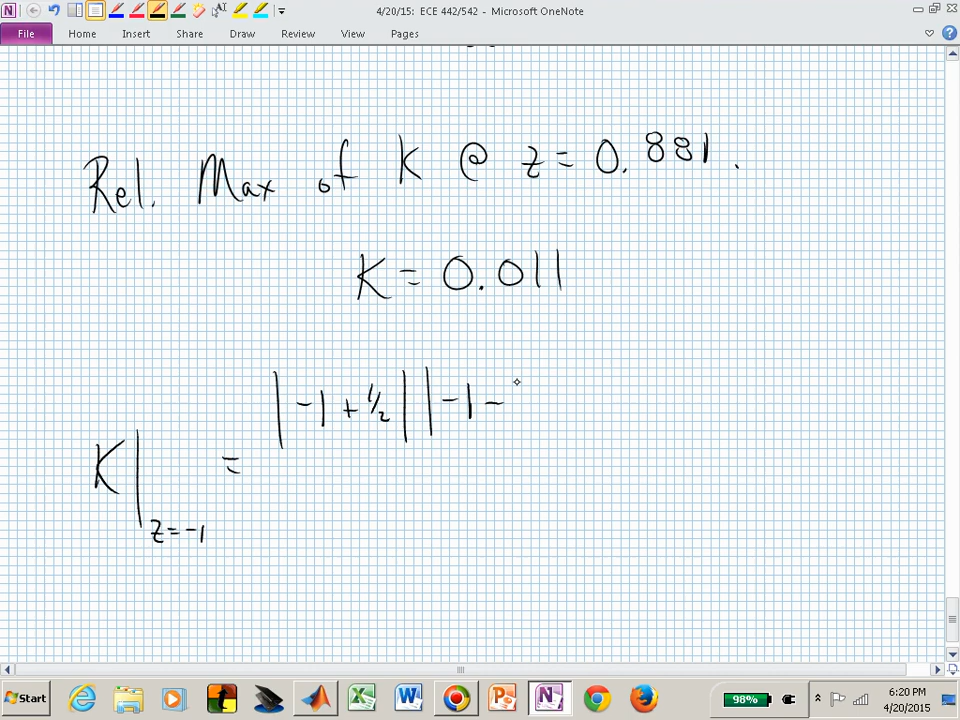 4/20/15: ECE 442/542 - Microsoft OneNote
File Home Insert Share Draw Review View Pages
Rel. Max of K @ z = 0.881.
K = 0.011
K|z=-1 = |-1 + 1/2| |-1 -
Start
98%
6:20 PM
4/20/2015